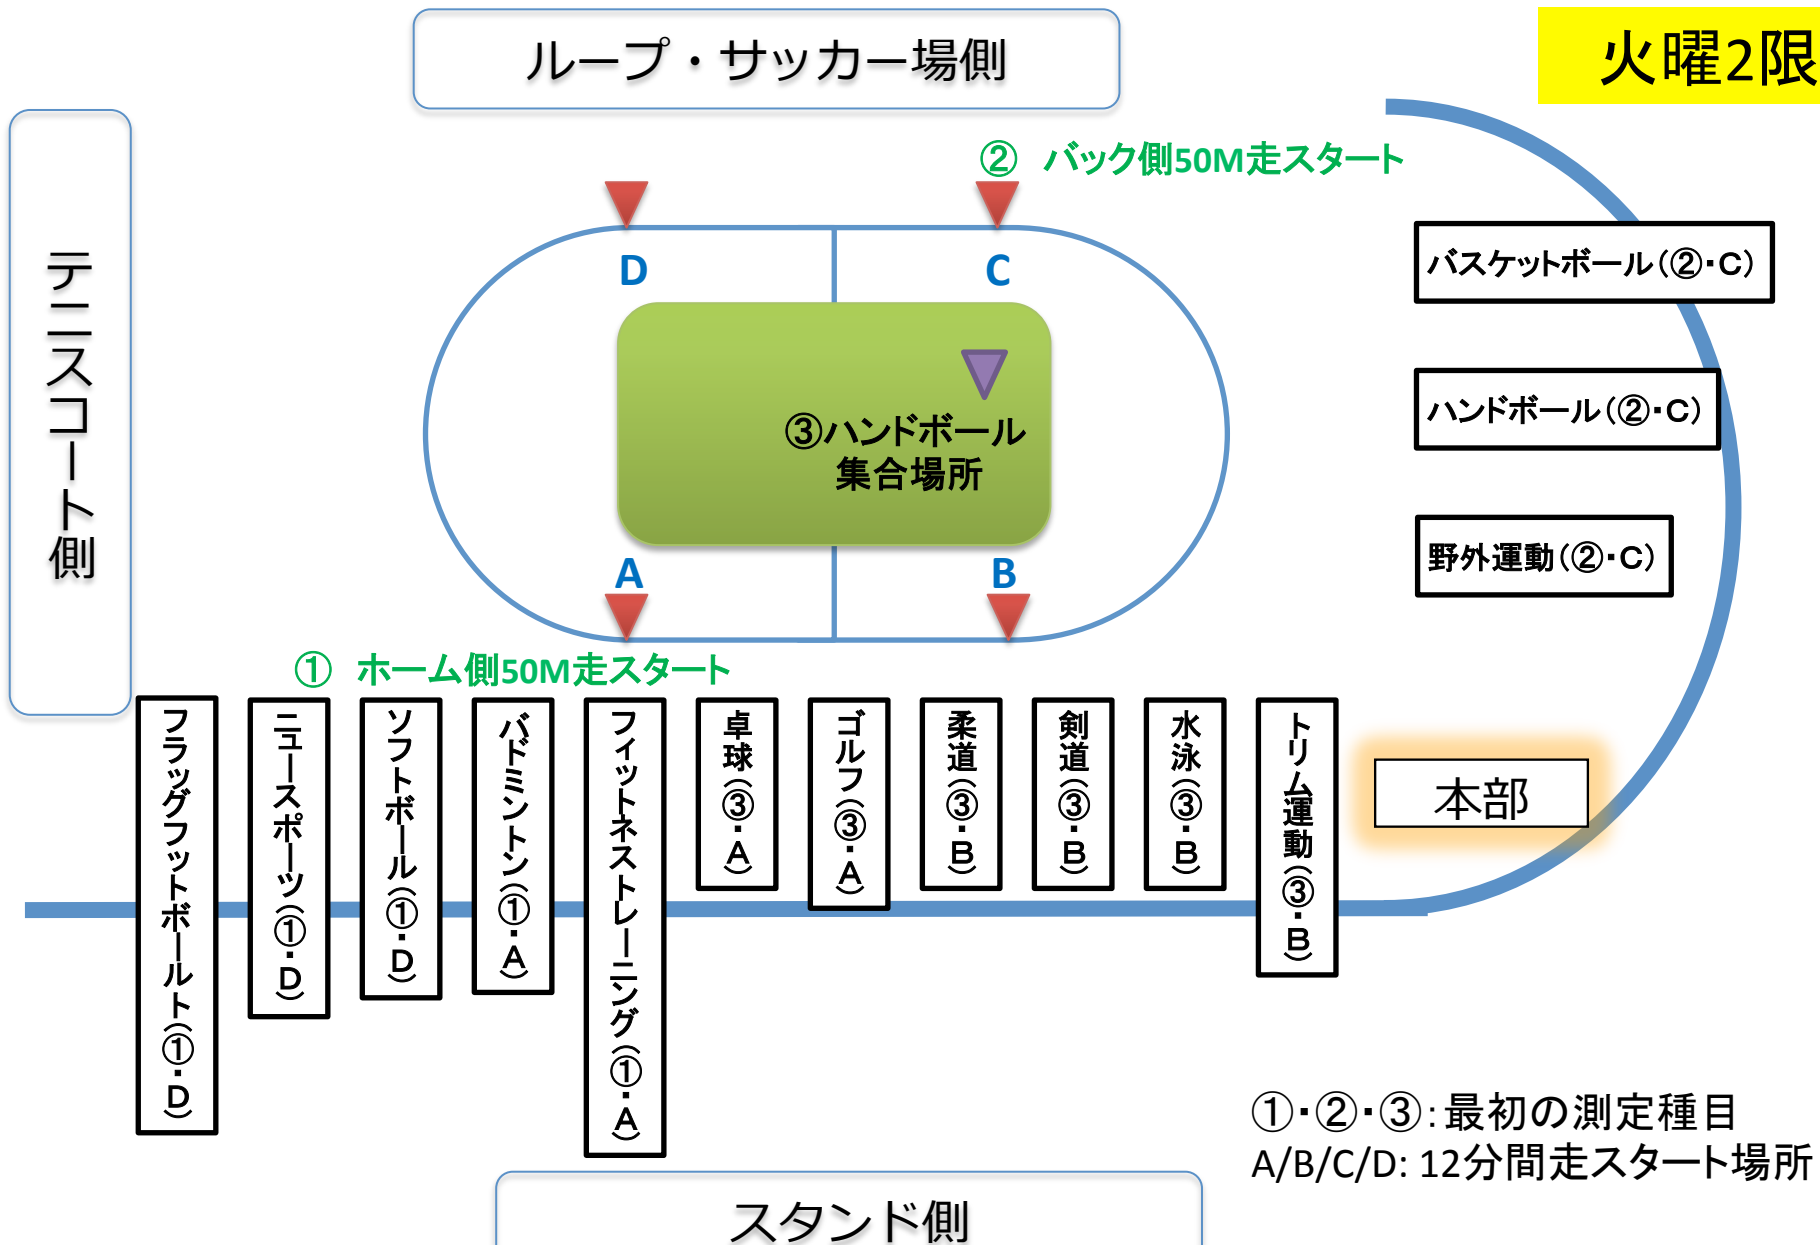 ループ・サッカー場側
火曜2限
② バック側50M走スタート
テニスコート側
D
C
バスケットボール(②・C)
③ハンドボール
集合場所
ハンドボール(②・C)
野外運動(②・C)
A
B
① ホーム側50M走スタート
フラッグフットボールト(①・D)
ニュースポーツ(①・D)
ソフトボール(①・D)
バドミントン(①・A)
フィットネストレーニング(①・A)
卓球(③・A)
ゴルフ(③・A)
柔道(③・B)
剣道(③・B)
水泳(③・B)
トリム運動(③・B)
本部
①・②・③:最初の測定種目
A/B/C/D: 12分間走スタート場所
スタンド側